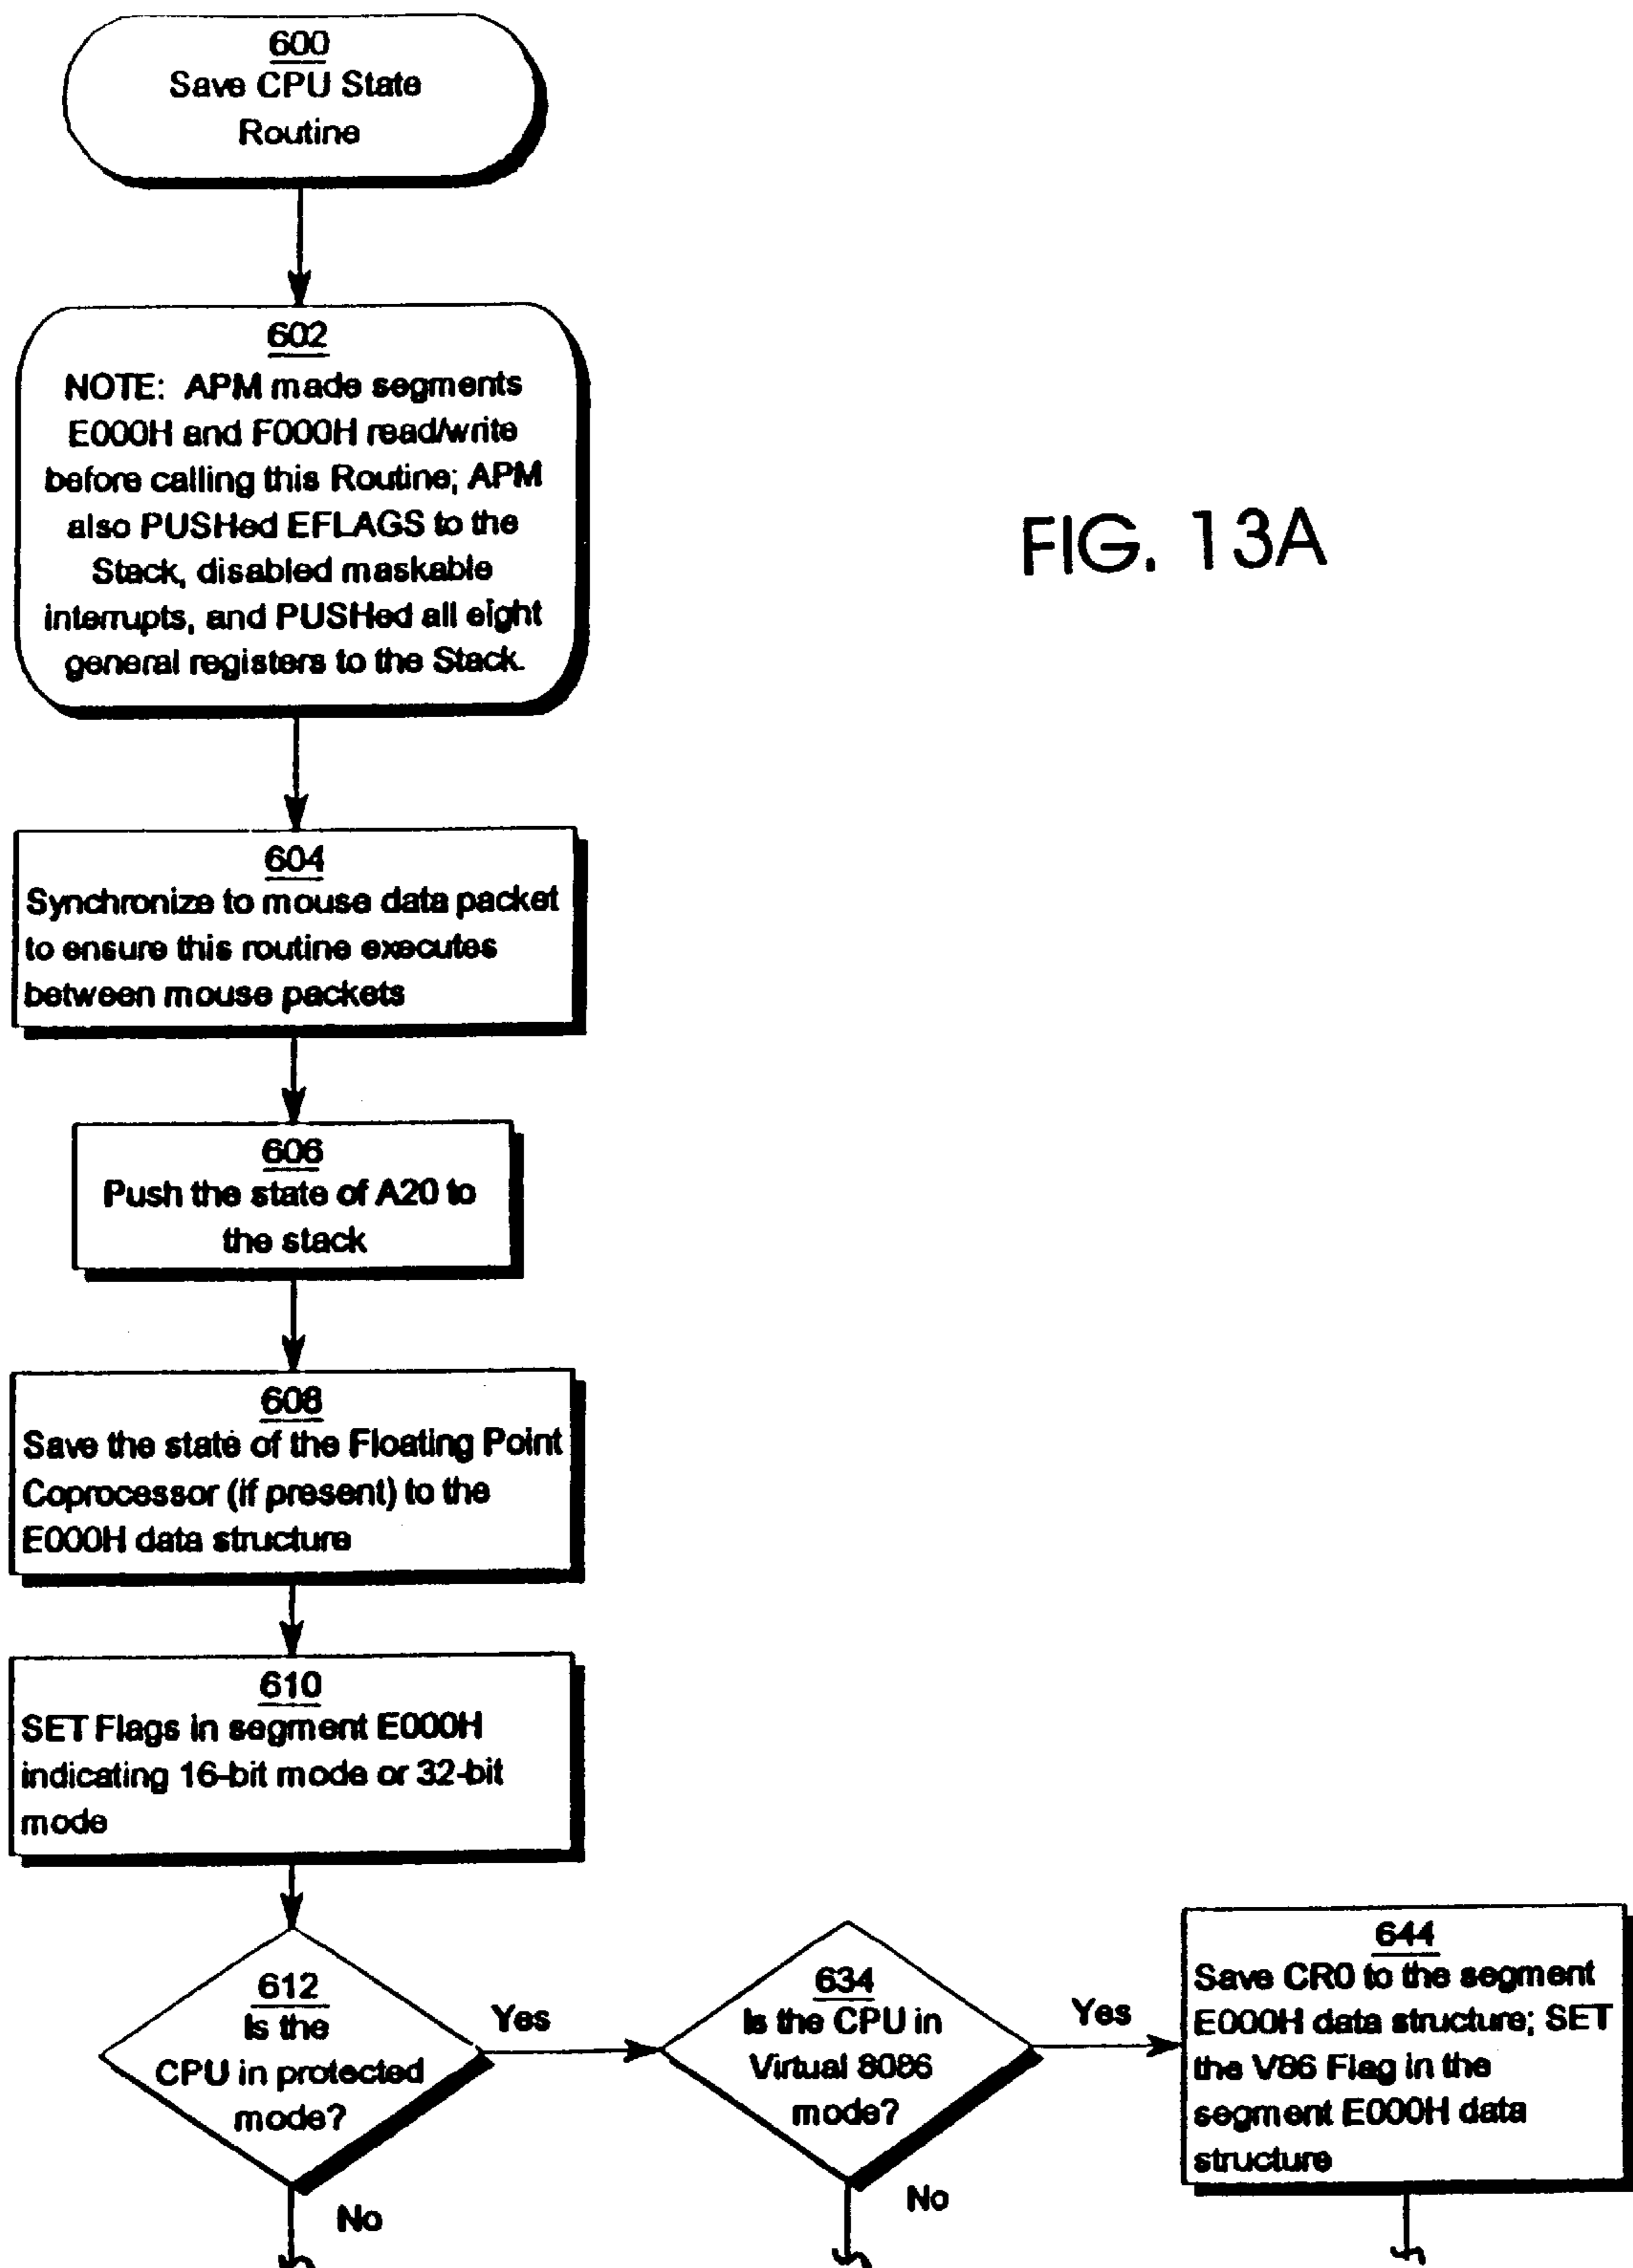 600
Save CPU State
Routine
602
NOTE: APM made segments
E000H and F000H read/write
before calling this Routine; APM
also PUSHed EFLAGS to the
Stack, disabled maskable
interrupts, and PUSHed all eight
general registers to the Stack.
FIG. 13A
604
Synchronize to mouse data packet
to ensure this routine executes
between mouse packets
606
Push the state of A20 to
the stack
608
Save the state of the Floating Point
Coprocessor (if present) to the
E000H data structure
610
SET Flags in segment E000H
indicating 16-bit mode or 32-bit
mode
612
Is the
CPU in protected
mode?
Yes
No
634
Is the CPU in
Virtual 8086
mode?
Yes
No
644
Save CR0 to the segment
E000H data structure; SET
the V86 Flag in the
segment E000H data
structure